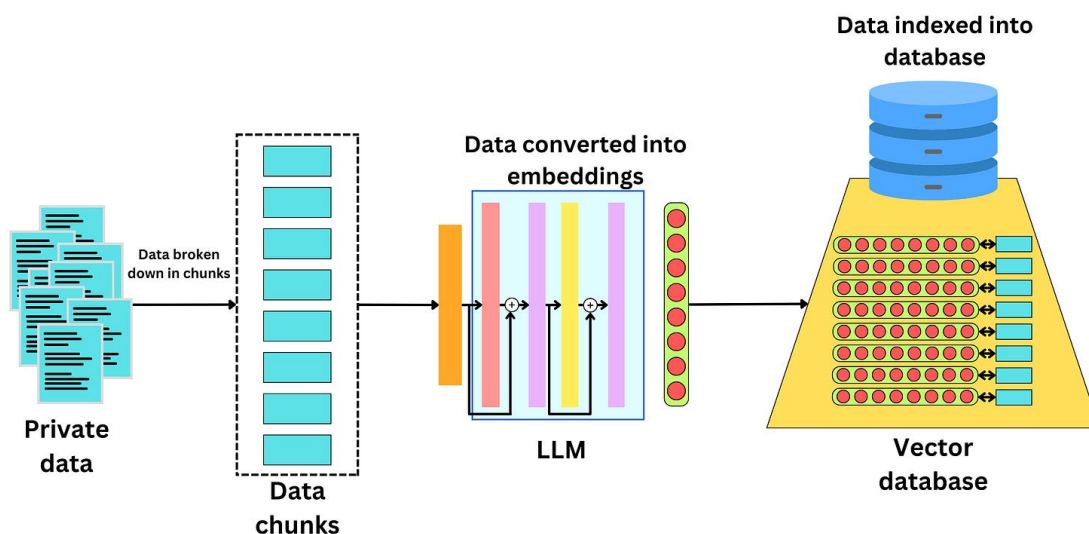 Data indexed into
database
Data converted into
embeddings
Data broken
down in chunks
+
+
Private
data
Data
chunks
LLM
Vector
database